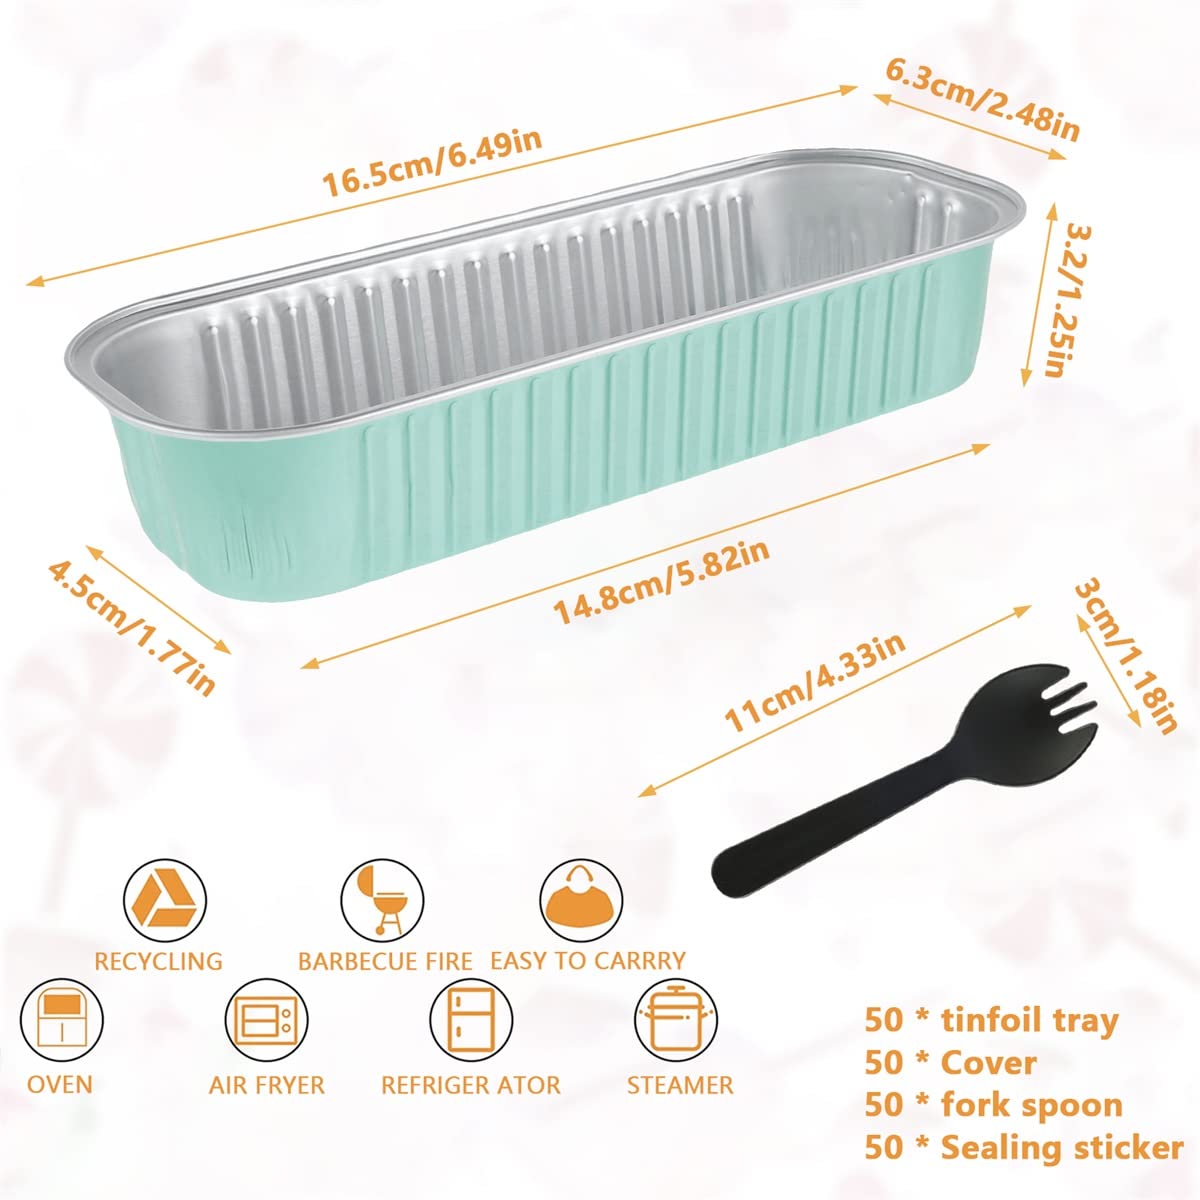 6.3cm/2.48in
16.5cm/6.49in
3.2/1.25in
4.5cm/1.77in
14.8cm/5.82in
3cm/1.18in
11cm/4.33in
RECYCLING
BARBECUE FIRE
EASY TO CARRRY
OVEN
AIR FRYER
REFRIGER ATOR
STEAMER
50 * tinfoil tray
50 * Cover
50 * fork spoon
50 * Sealing sticker